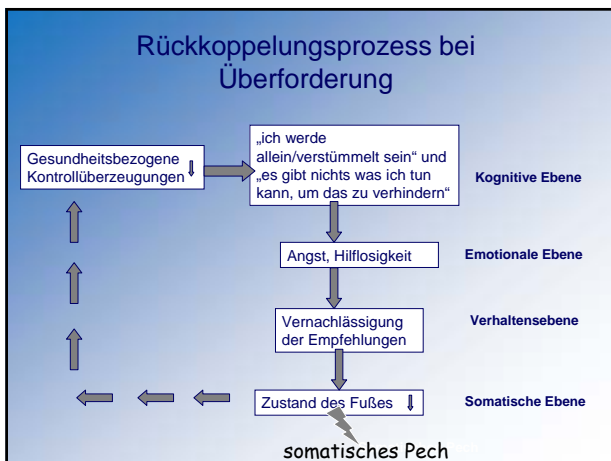 Rückkoppelungsprozess bei
Überforderung
Gesundheitsbezogene
Kontrollüberzeugungen
„ich werde
allein/verstümmelt sein“ und
„es gibt nichts was ich tun
kann, um das zu verhindern“
Kognitive Ebene
Angst, Hilflosigkeit
Emotionale Ebene
Vernachlässigung
der Empfehlungen
Verhaltensebene
Zustand des Fußes
Somatische Ebene
somatisches Pech